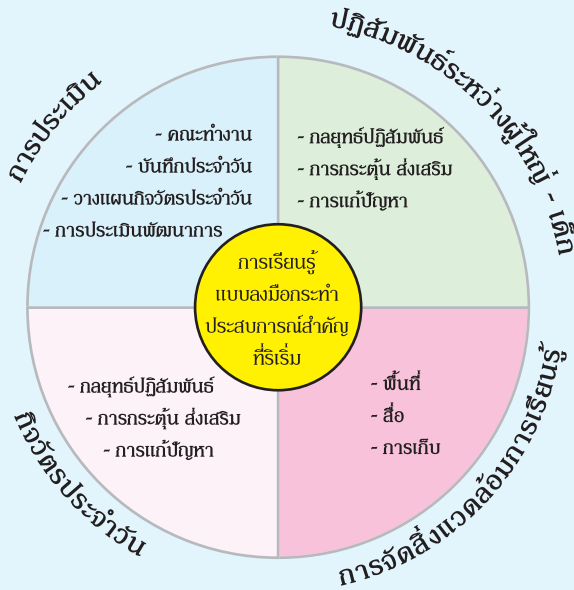 การประเมิน
- คณะทำงาน
- บันทึกประจำวัน
- วางแผนกิจวัตรประจำวัน
- การประเมินพัฒนาการ
ปฏิสัมพันธ์ระหว่างผู้ใหญ่ - เด็ก
- กลยุทธ์ปฏิสัมพันธ์
- การกระตุ้น ส่งเสริม
- การแก้ปัญหา
การเรียนรู้
แบบลงมือกระทำ
ประสบการณ์สำคัญ
ที่ริเริ่ม
กิจวัตรประจำวัน
- กลยุทธ์ปฏิสัมพันธ์
- การกระตุ้น ส่งเสริม
- การแก้ปัญหา
การจัดสิ่งแวดล้อมการเรียนรู้
- พื้นที่
- สื่อ
- การเก็บ